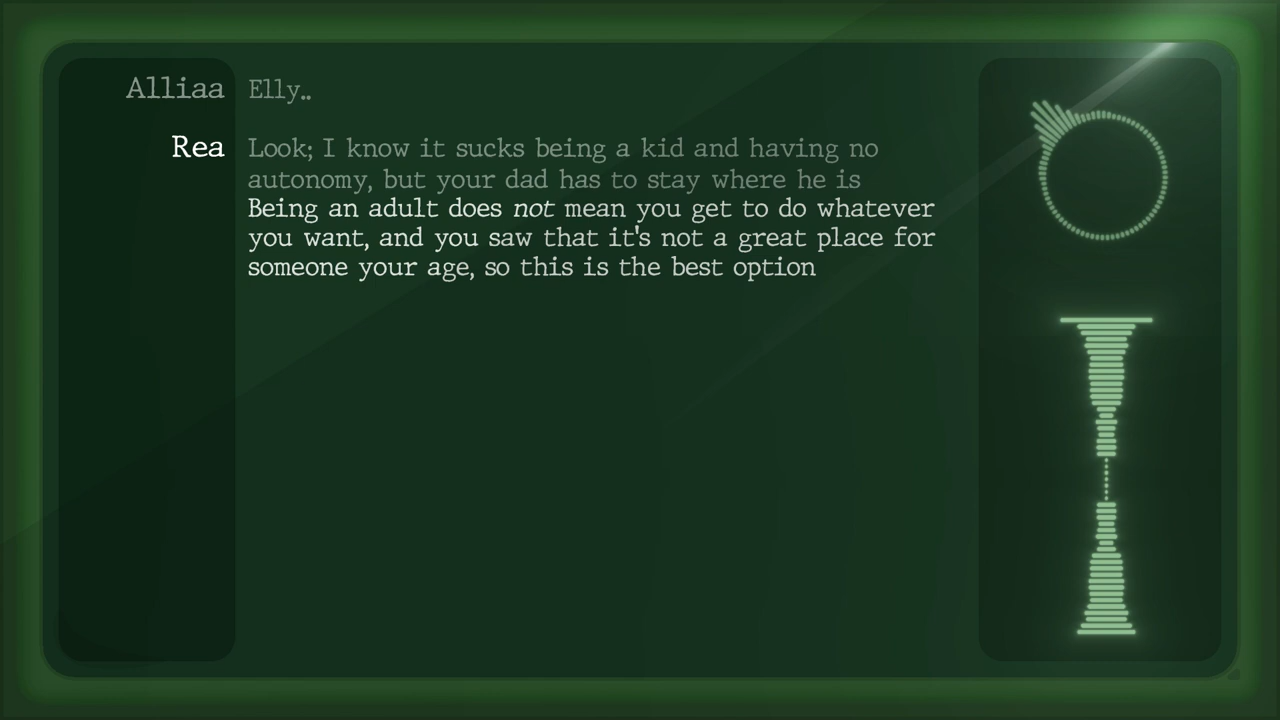 Alliaa Elly..
Rea Look; I know it sucks being a kid and having no
autonomy, but your dad has to stay where he is
Being an adult does not mean you get to do whatever
you want, and you saw that it's not a great place for
someone your age, so this is the best option